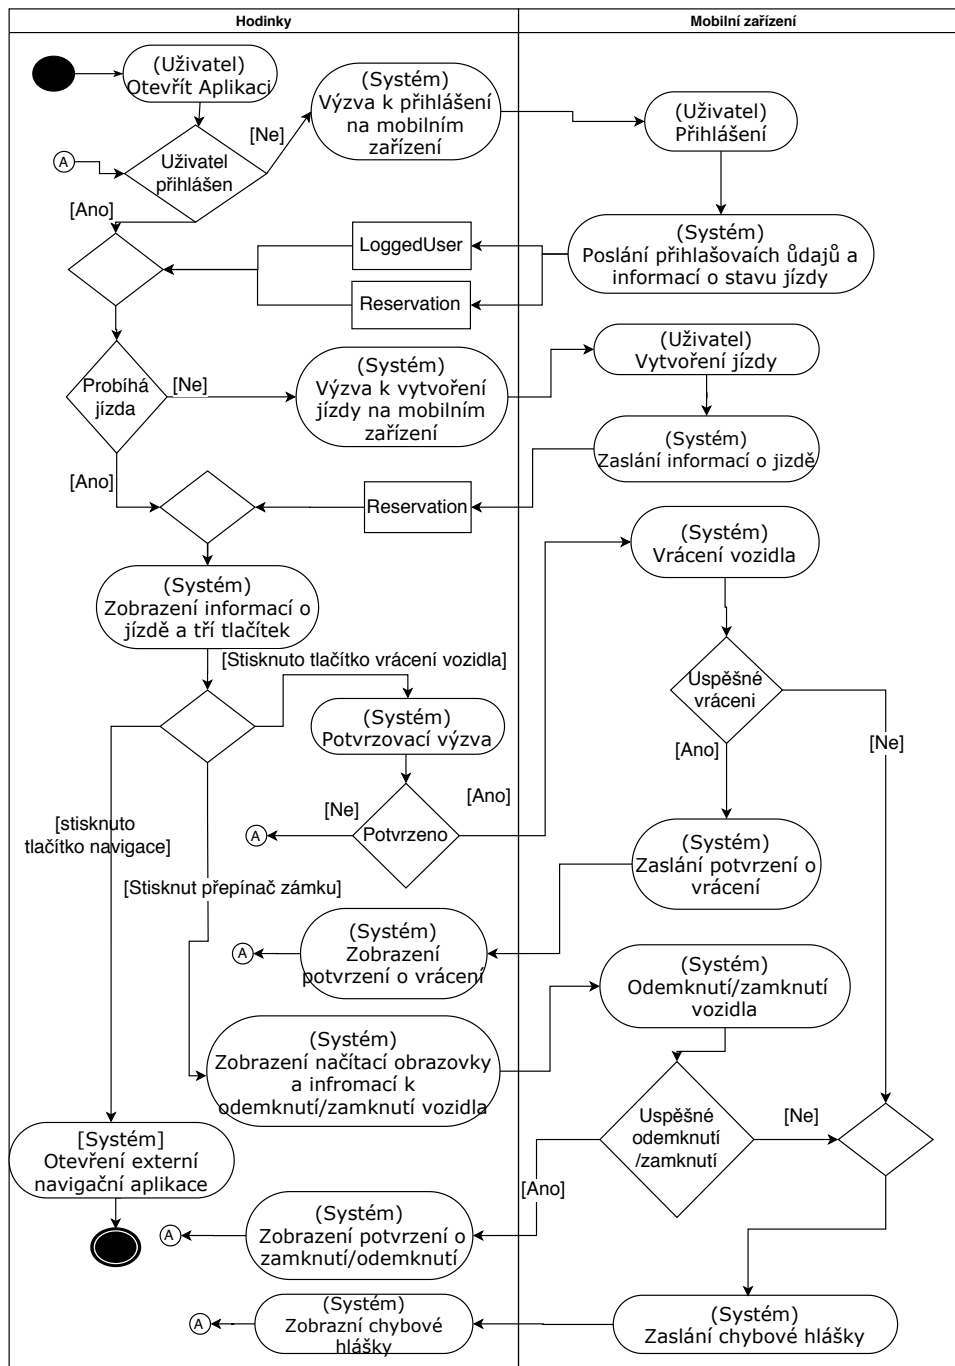 Hodinky
Mobilní zařízení
(Uživatel)
Otevřít Aplikaci
[Ne]
(Systém)
Výzva k přihlášení
na mobilním
zařízení
(Uživatel)
Přihlášení
A
Uživatel
přihlášen
[Ano]
(Systém)
Poslání přihlašovaích ůdajů a
informací o stavu jízdy
LoggedUser
Reservation
Probíhá
jízda
[Ne]
(Systém)
Výzva k vytvoření
jízdy na mobilním
zařízení
(Uživatel)
Vytvoření jízdy
(Systém)
Zaslání informací o jizdě
[Ano]
Reservation
(Systém)
Zobrazení informací o
jízdě a tří tlačítek
(Systém)
Vrácení vozidla
[Stisknuto tlačítko vrácení vozidla]
(Systém)
Potvrzovací výzva
Uspěšné
vráceni
[Ano]
[Ne]
[Ne]
[Ano]
A
Potvrzeno
[stisknuto
tlačítko navigace]
[Stisknut přepínač zámku]
(Systém)
Zaslání potvrzení o
vrácení
A
(Systém)
Zobrazení
potvrzení o vrácení
(Systém)
Odemknutí/zamknutí
vozidla
(Systém)
Zobrazení načítací obrazovky
a infromací k
odemknutí/zamknutí vozidla
Uspěšné
odemknutí
/zamknutí
[Ne]
[Ano]
[Systém]
Otevření externí
navigační aplikace
A
(Systém)
Zobrazení potvrzení o
zamknutí/odemknutí
A
(Systém)
Zobrazní chybové
hlášky
(Systém)
Zaslání chybové hlášky